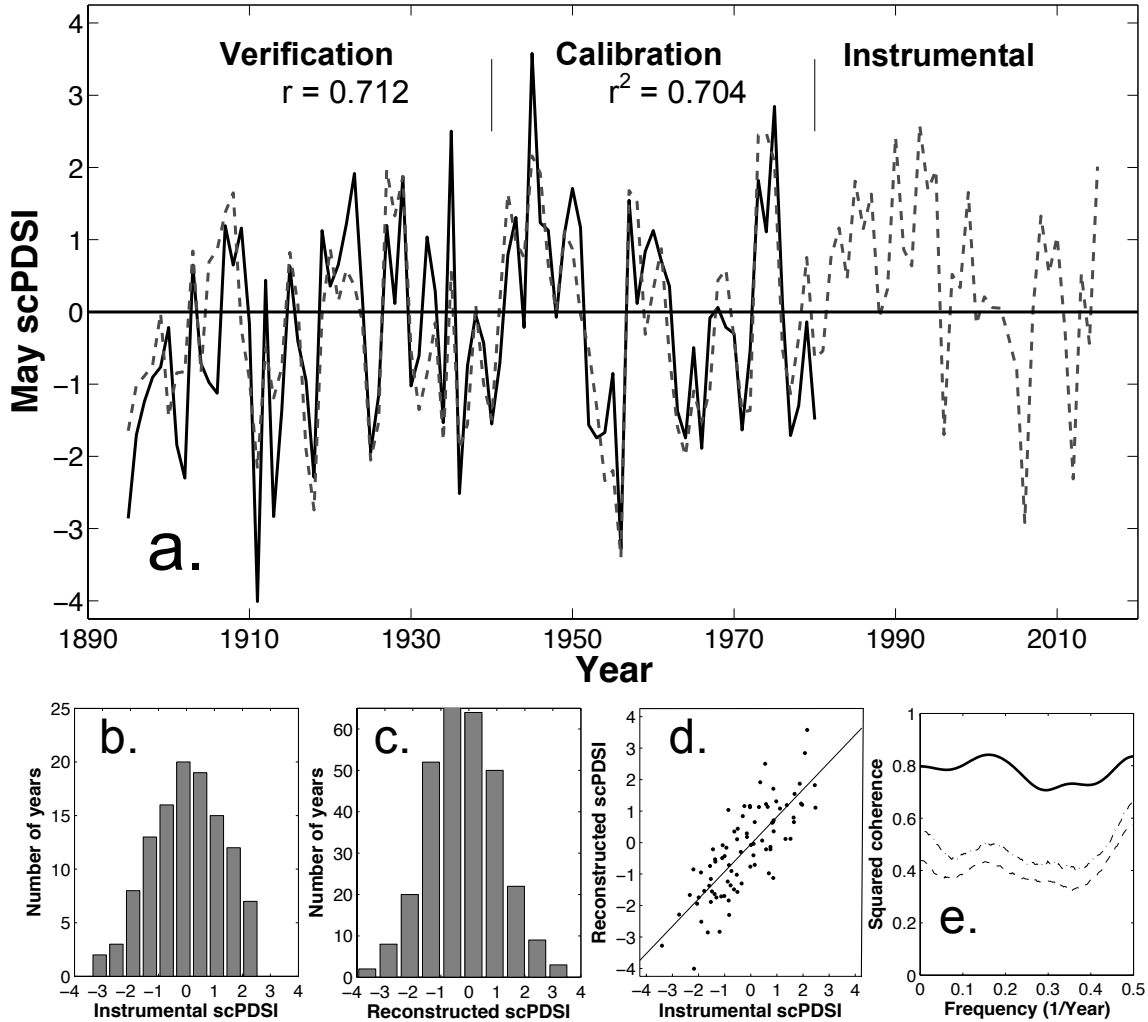 Verification Calibration Instrumental
r = 0.712 r² = 0.704
May scPDSI
4
3
2
1
0
−1
−2
−3
−4
a.
1890 1910 1930 1950 1970 1990 2010
Year
b.
Number of years
25
20
15
10
5
0
−4 −3 −2 −1 0 1 2 3 4
Instrumental scPDSI
c.
Number of years
60
50
40
30
20
10
0
−4 −3 −2 −1 0 1 2 3 4
Reconstructed scPDSI
d.
Reconstructed scPDSI
4
3
2
1
0
−1
−2
−3
−4
−4 −3 −2 −1 0 1 2 3 4
Instrumental scPDSI
e.
Squared coherence
1
0.8
0.6
0.4
0.2
0
0 0.1 0.2 0.3 0.4 0.5
Frequency (1/Year)